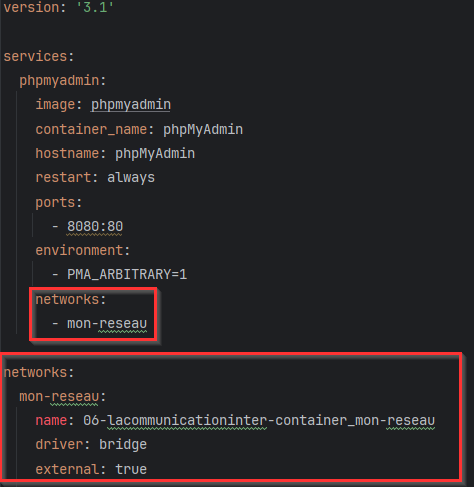 version: '3.1'
services:
phpmyadmin:
image: phpmyadmin
container_name: phpMyAdmin
hostname: phpMyAdmin
restart: always
ports:
- 8080:80
environment:
- PMA_ARBITRARY=1
networks:
- mon-reseau
networks:
mon-reseau:
name: 06-lacommunicationinter-container_mon-reseau
driver: bridge
external: true